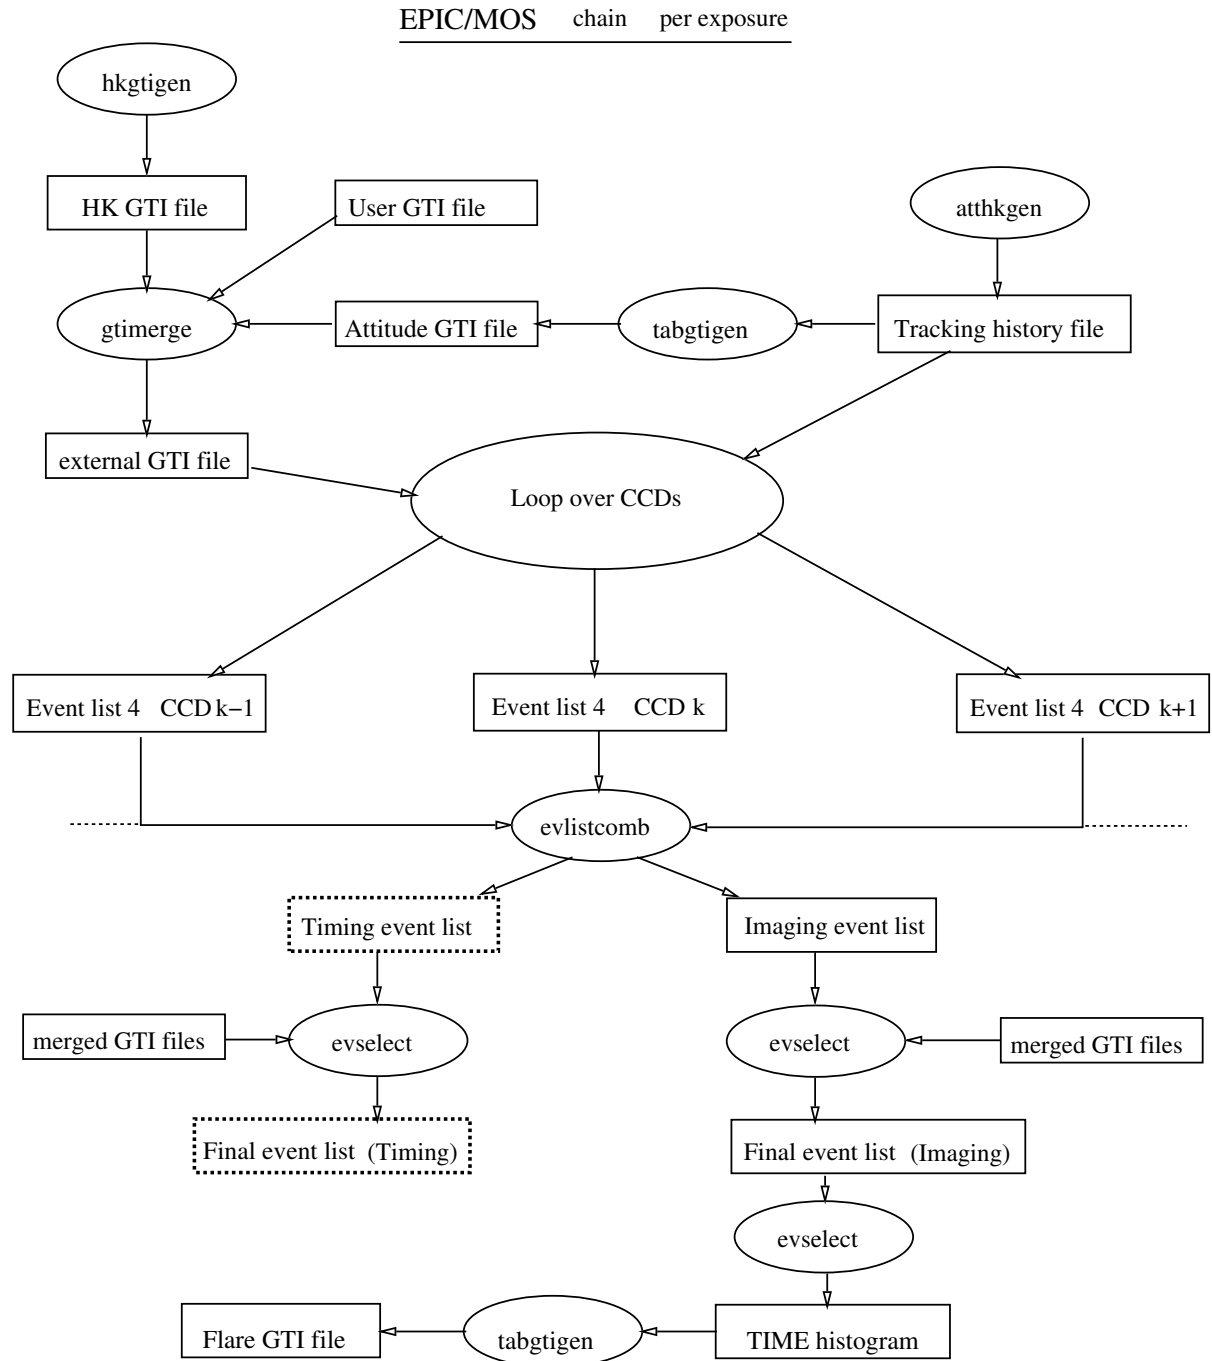 EPIC/MOS chain per exposure
hkgtigen
HK GTI file
User GTI file
atthkgen
gtimerge
Attitude GTI file
tabgtigen
Tracking history file
external GTI file
Loop over CCDs
Event list 4 CCD k−1
Event list 4 CCD k
Event list 4 CCD k+1
evlistcomb
Timing event list
Imaging event list
merged GTI files
evselect
evselect
merged GTI files
Final event list (Timing)
Final event list (Imaging)
evselect
Flare GTI file
tabgtigen
TIME histogram